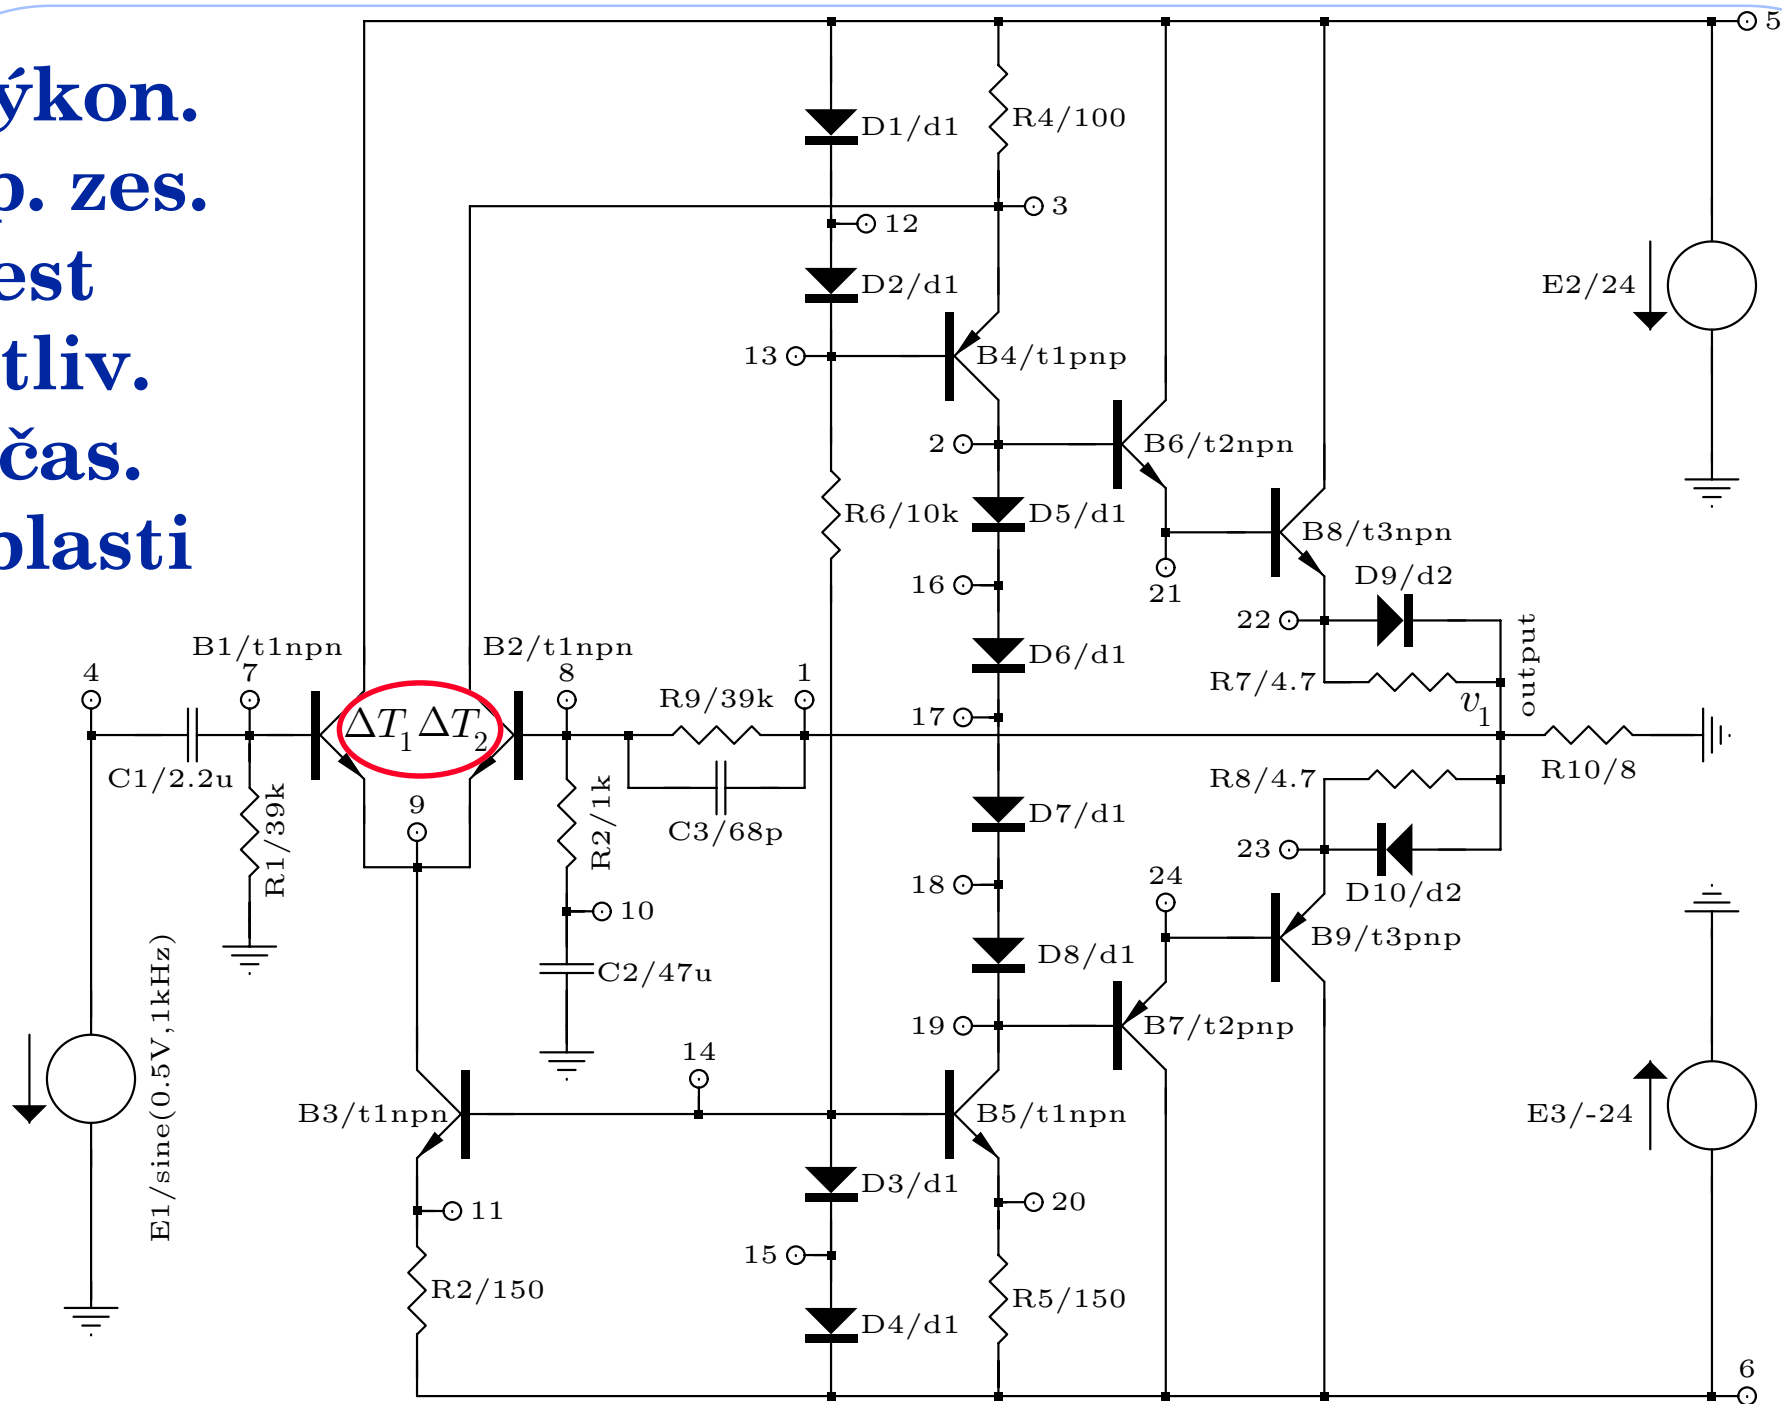 ýkon.
p. zes.
est
tliv.
čas.
blasti
5
D1/d1
R4/100
3
12
D2/d1
E2/24
13
B4/t1pnp
2
B6/t2npn
R6/10k
D5/d1
B8/t3npn
D9/d2
16
21
22
output
B1/t1npn
B2/t1npn
D6/d1
4
7
8
1
R9/39k
R7/4.7
v1
17
ΔT1 ΔT2
C1/2.2u
R10/8
R8/4.7
R1/39k
9
R2/1k
C3/68p
D7/d1
23
24
18
D10/d2
10
B9/t3pnp
D8/d1
C2/47u
E1/sine(0.5V,1kHz)
19
B7/t2pnp
14
B3/t1npn
B5/t1npn
E3/-24
D3/d1
11
20
15
R2/150
R5/150
D4/d1
6